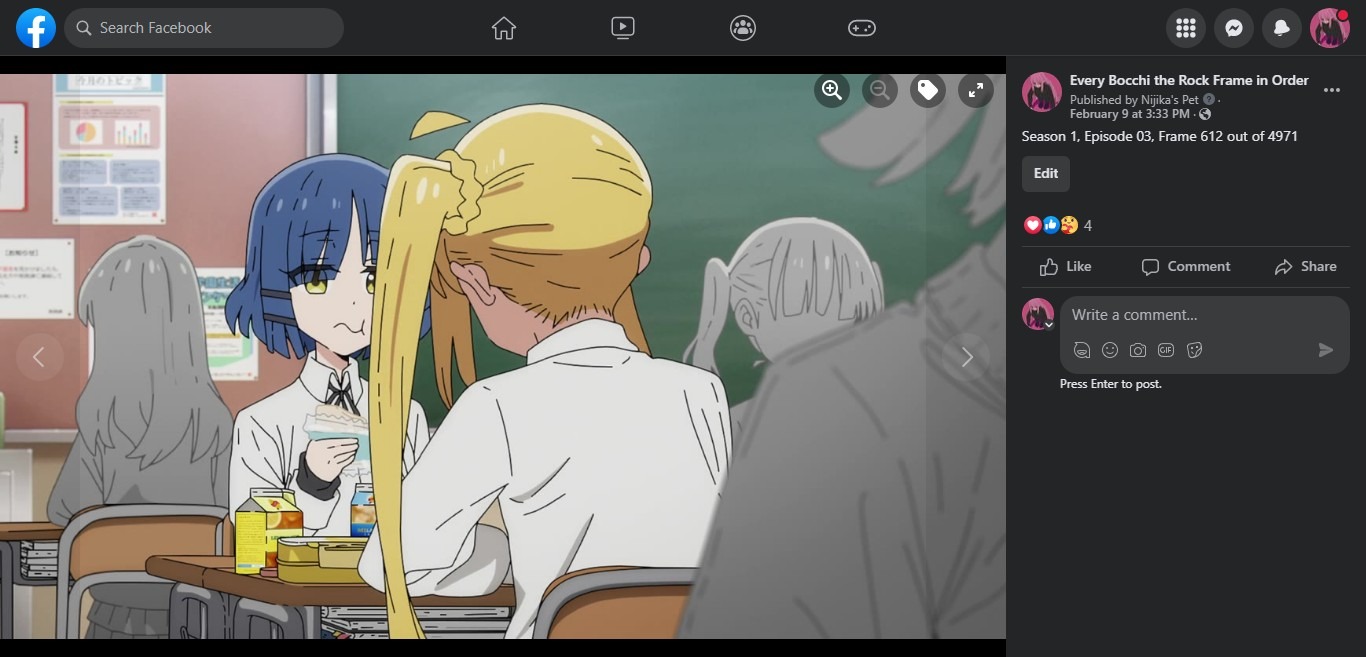 Search Facebook
今月のトピック
Every Bocchi the Rock Frame in Order
Published by Nijika's Pet ·
February 9 at 3:33 PM ·
Season 1, Episode 03, Frame 612 out of 4971
Edit
4
Like
Comment
Share
Write a comment...
GIF
Press Enter to post.